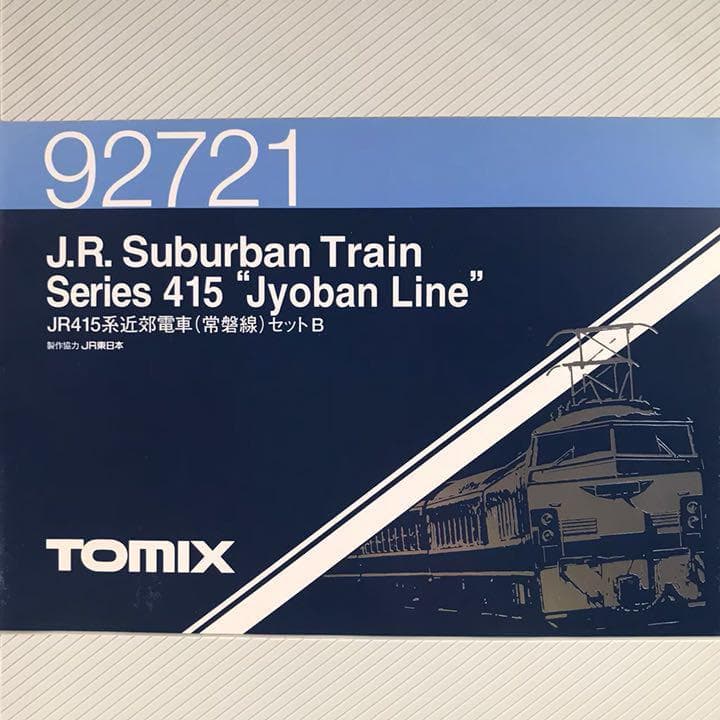 92721
J.R. Suburban Train
Series 415 “Jyoban Line”
JR415系近郊電車(常磐線)セットB
製作協力 JR東日本
TOMIX